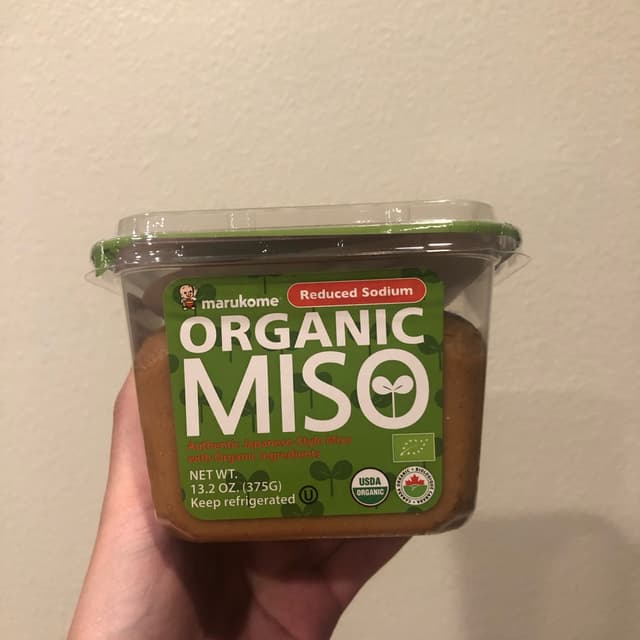 marukome
Reduced Sodium
ORGANIC
MISO
Authentic Japanese Style Miso
with Organic Ingredients
NET WT.
13.2 OZ. (375G)
Keep refrigerated
U
USDA
ORGANIC